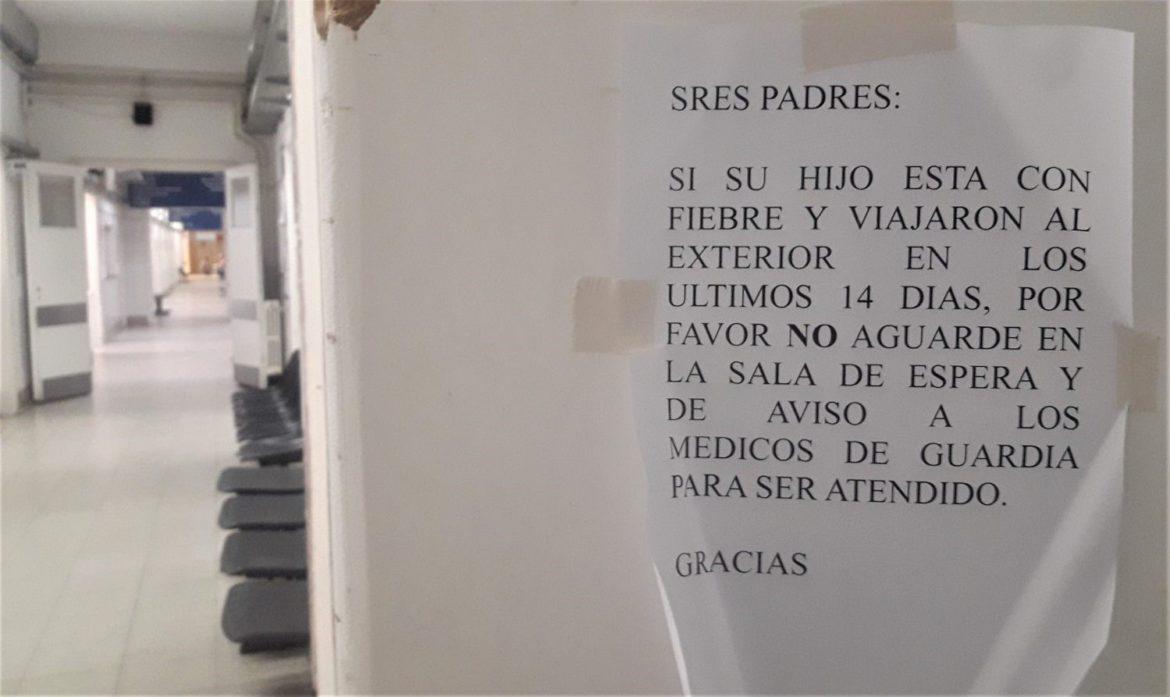 SRES PADRES:
SI SU HIJO ESTA CON
FIEBRE Y VIAJARON AL
EXTERIOR EN LOS
ULTIMOS 14 DIAS, POR
FAVOR NO AGUARDE EN
LA SALA DE ESPERA Y
DE AVISO A LOS
MEDICOS DE GUARDIA
PARA SER ATENDIDO.
GRACIAS